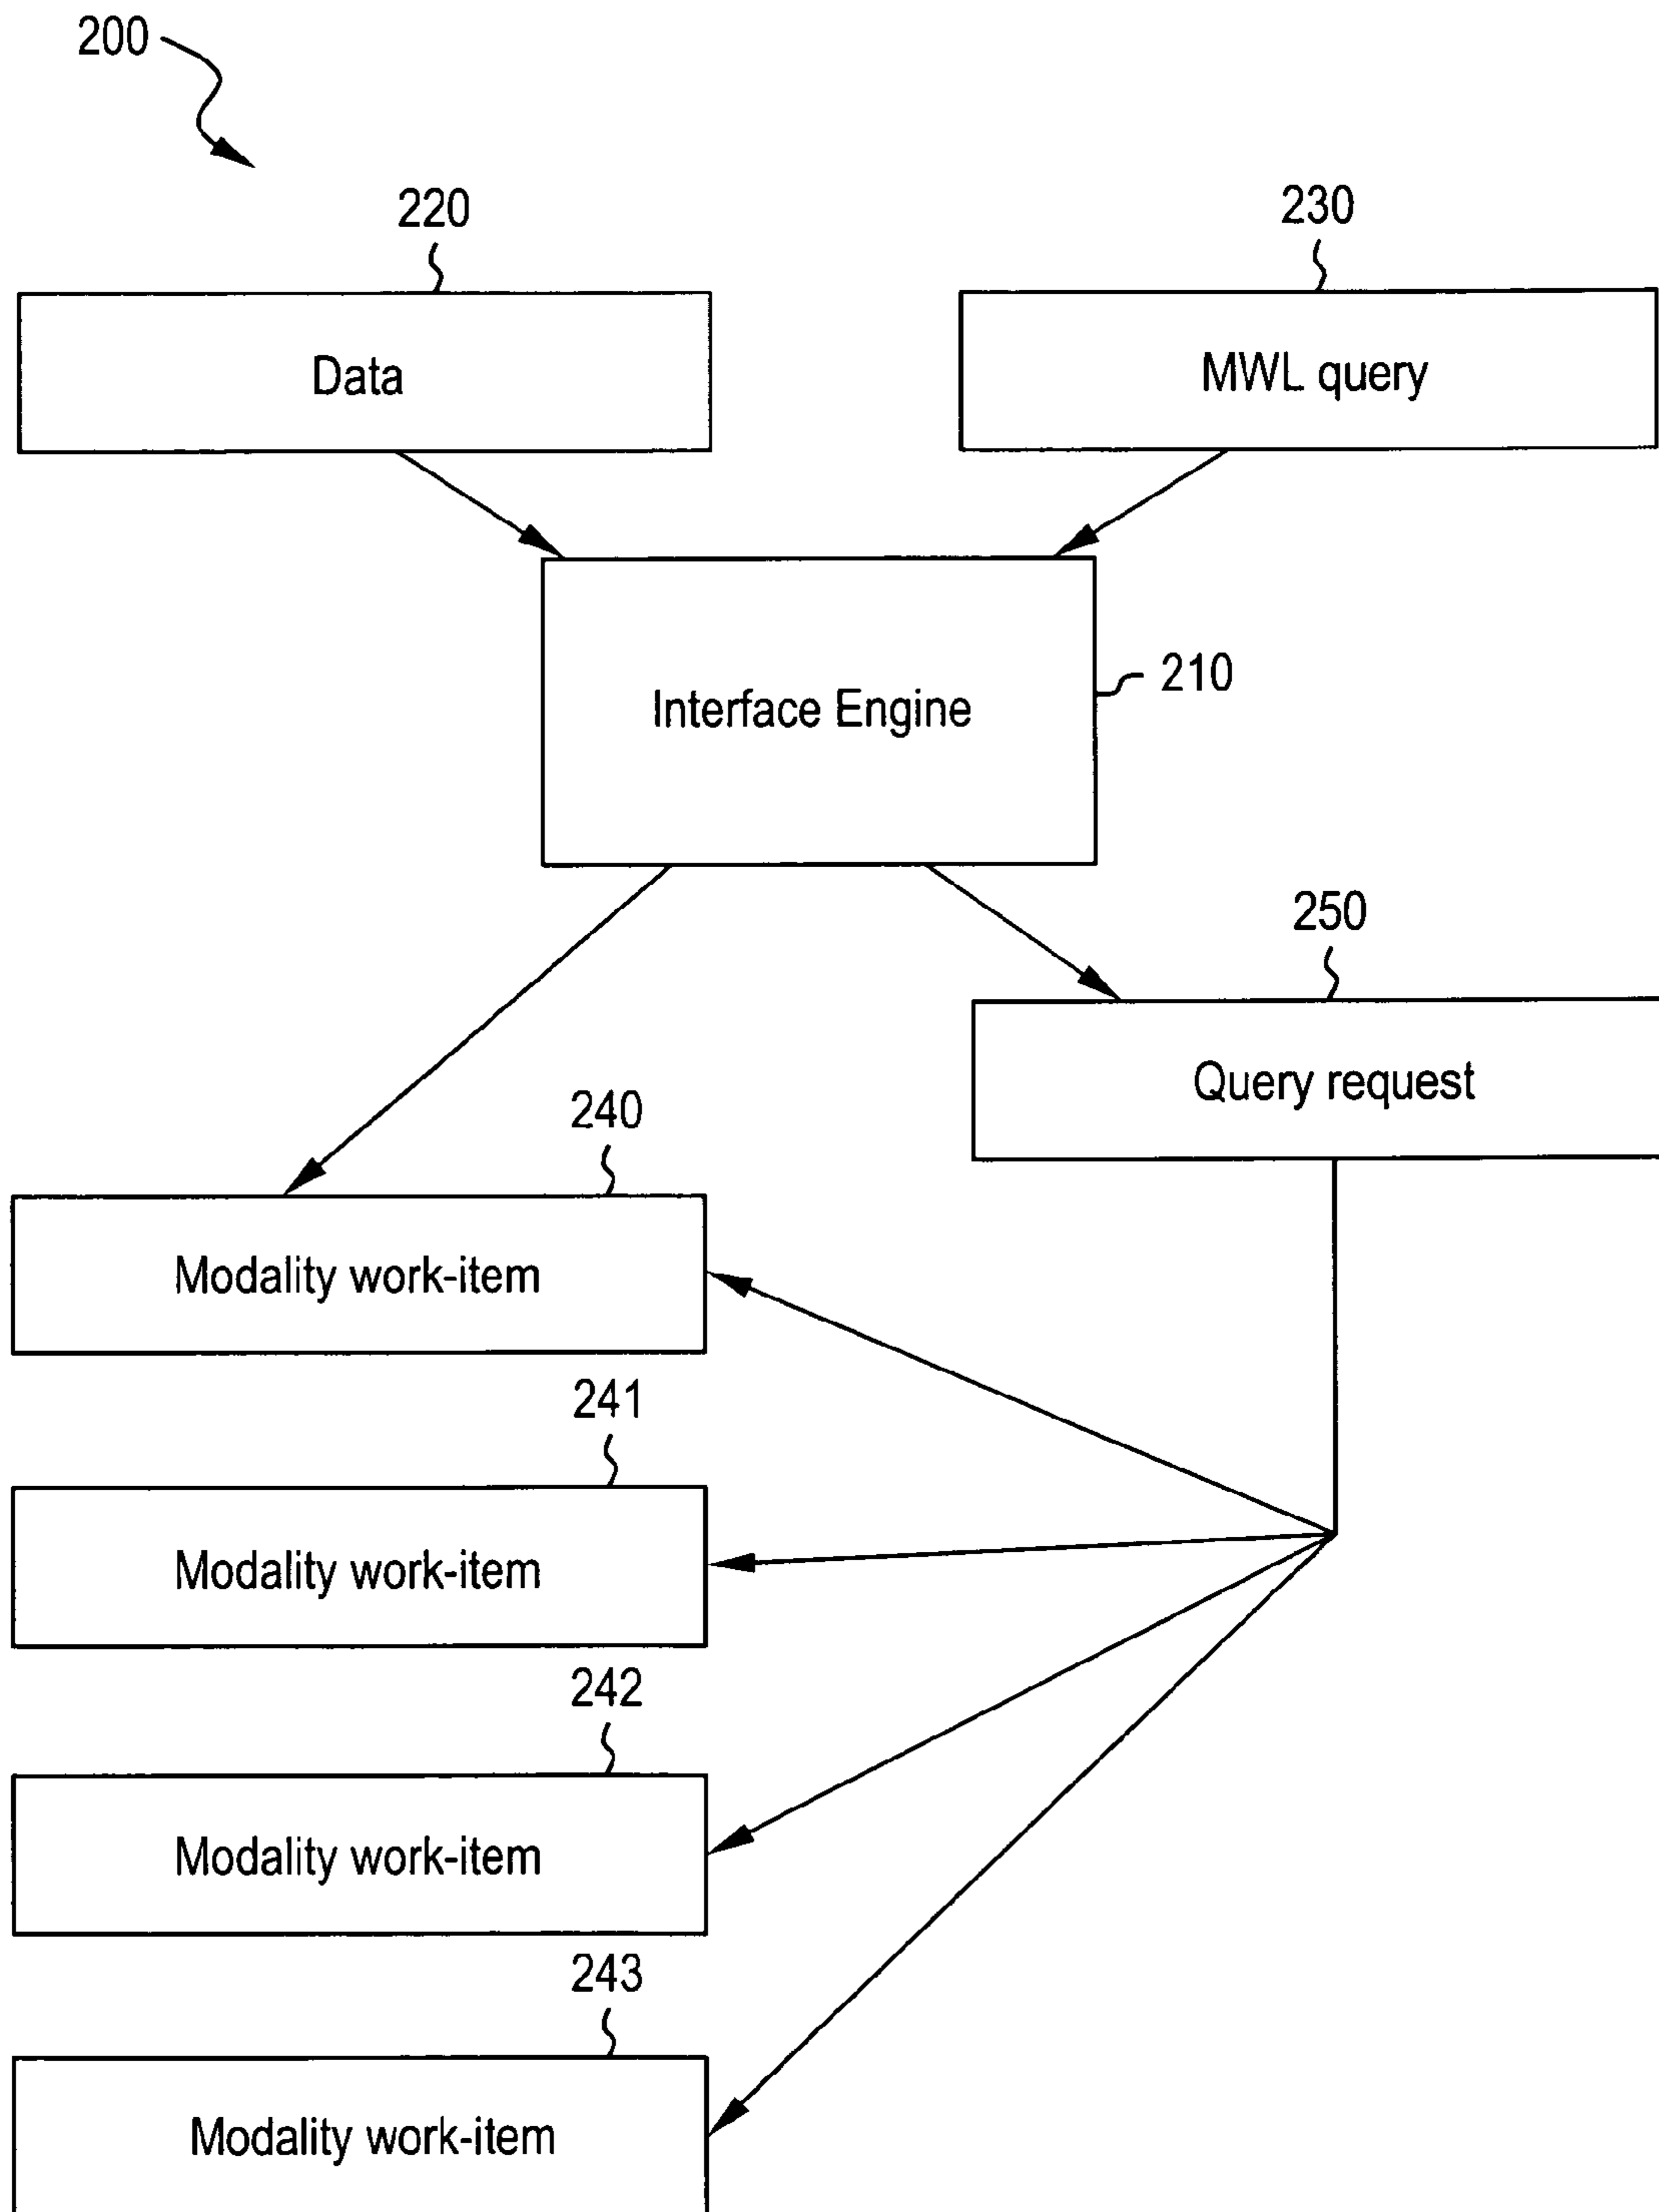 200
220
230
Data
MWL query
Interface Engine
210
250
Query request
240
Modality work-item
241
Modality work-item
242
Modality work-item
243
Modality work-item